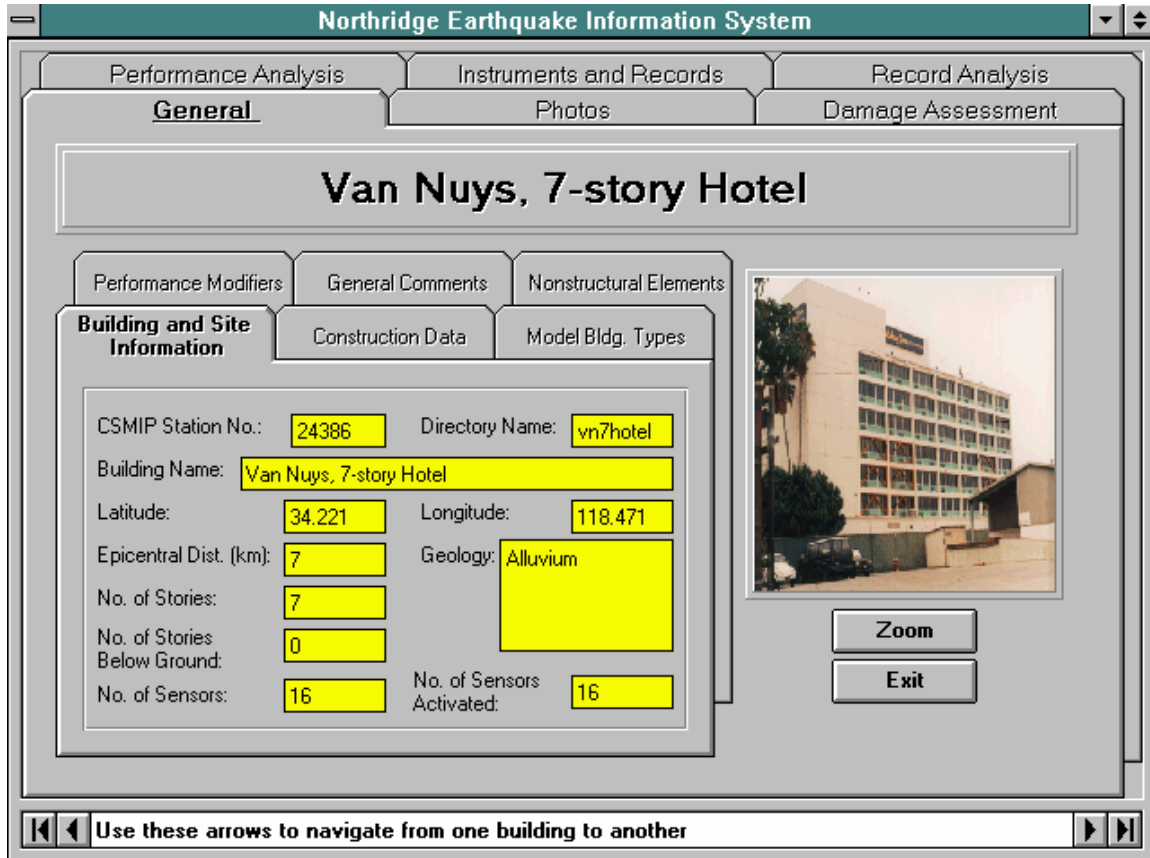 Northridge Earthquake Information System
Performance Analysis
Instruments and Records
Record Analysis
General
Photos
Damage Assessment
Van Nuys, 7-story Hotel
Performance Modifiers
General Comments
Nonstructural Elements
Building and Site
Information
Construction Data
Model Bldg. Types
CSMIP Station No.: 24386
Directory Name: vn7hotel
Building Name: Van Nuys, 7-story Hotel
Latitude: 34.221
Longitude: 118.471
Epicentral Dist. (km): 7
Geology: Alluvium
No. of Stories: 7
No. of Stories
Below Ground: 0
No. of Sensors: 16
No. of Sensors
Activated: 16
Zoom
Exit
Use these arrows to navigate from one building to another